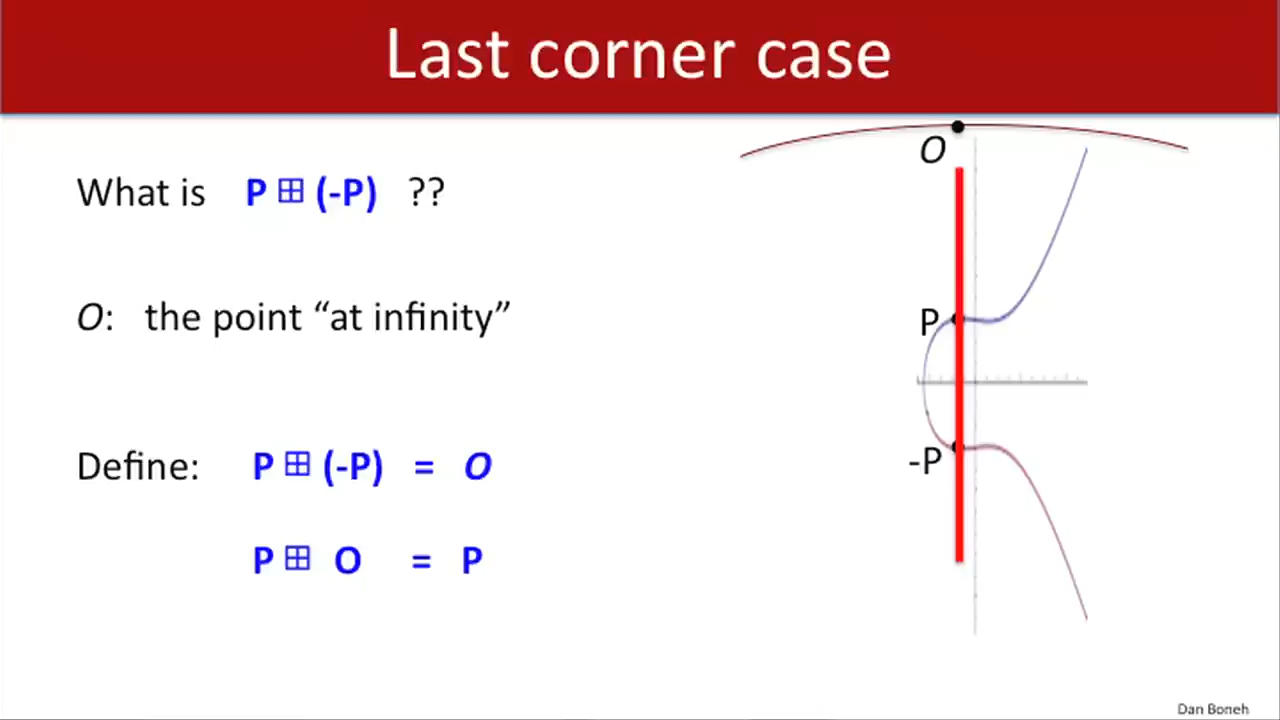 Last corner case
What is P ⊞ (-P) ??
O: the point “at infinity”
Define: P ⊞ (-P) = O
P ⊞ O = P
O
P
-P
Dan Boneh